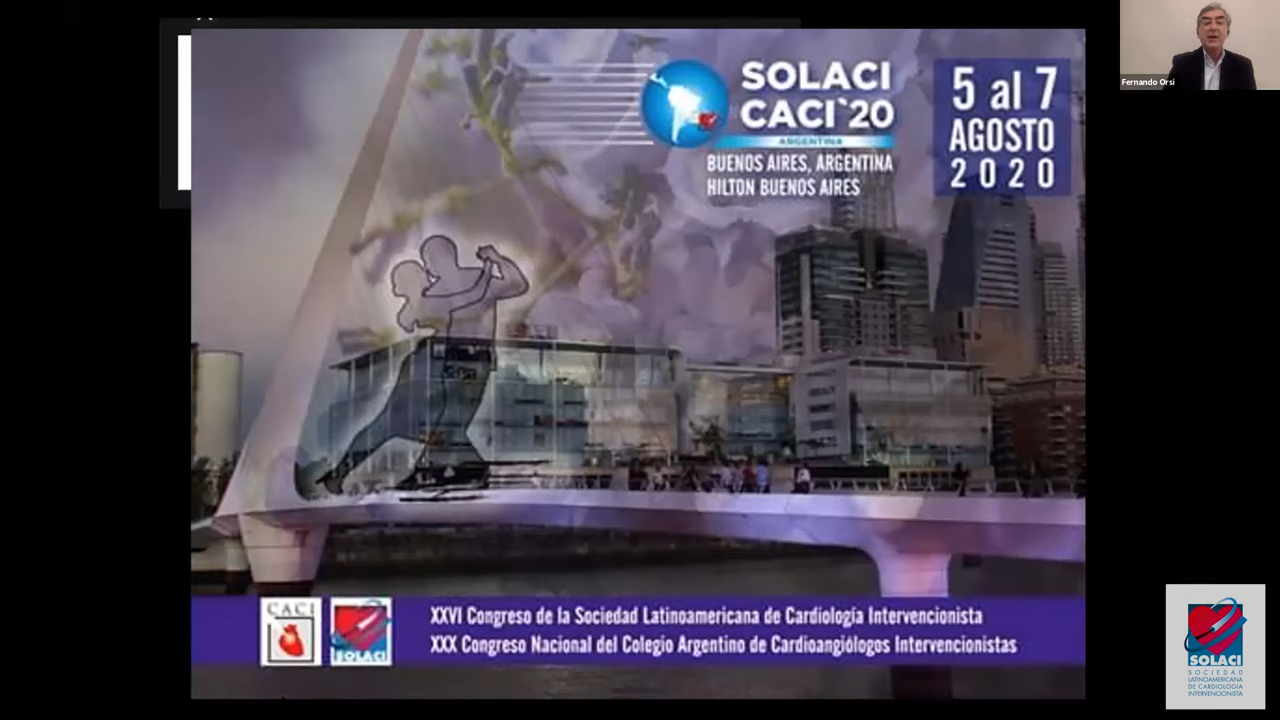 SOLACI
CACI`20
ARGENTINA
BUENOS AIRES, ARGENTINA
HILTON BUENOS AIRES
5 al 7
AGOSTO
2020
Fernando Orsi
CACI
SOLACI
XXVI Congreso de la Sociedad Latinoamericana de Cardiología Intervencionista
XXX Congreso Nacional del Colegio Argentino de Cardioangiólogos Intervencionistas
SOLACI
SOCIEDAD
LATINOAMERICANA
DE CARDIOLOGÍA
INTERVENCIONISTA